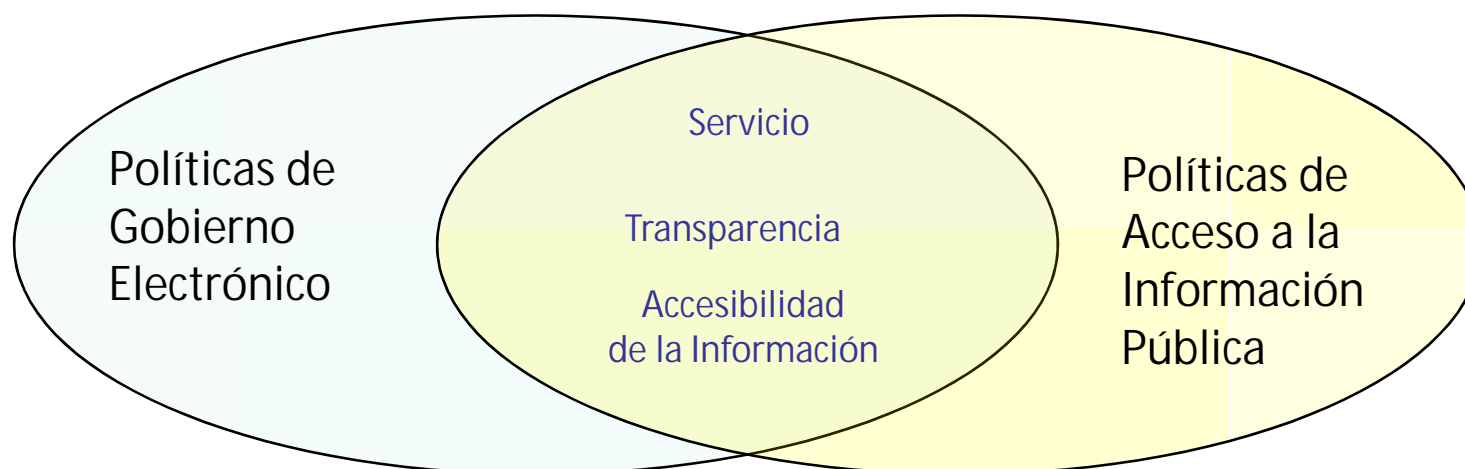 Políticas de
Gobierno
Electrónico
Servicio
Transparencia
Accesibilidad
de la Información
Políticas de
Acceso a la
Información
Pública